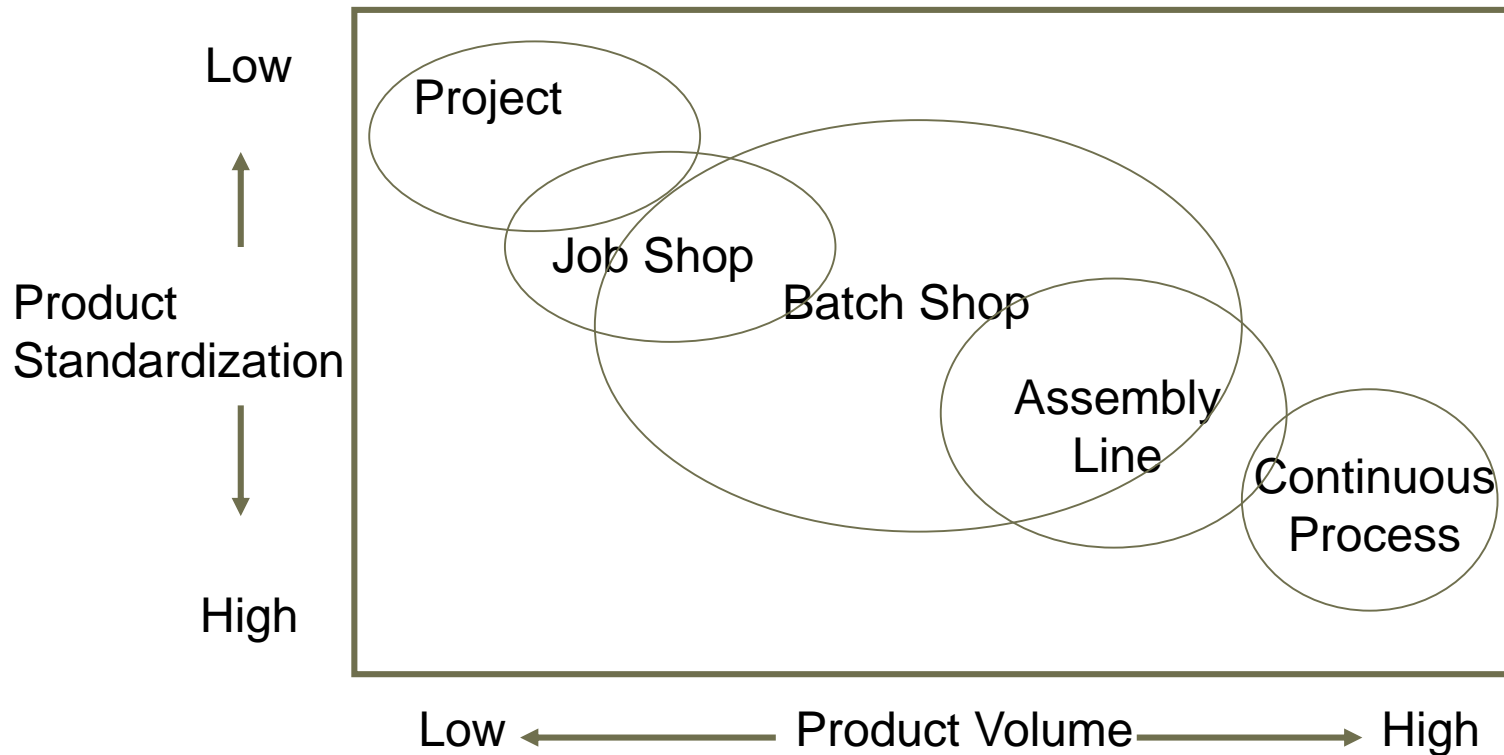 Low
Project
Job Shop
Product
Standardization
Batch Shop
Assembly
Line
Continuous
Process
High
Low
Product Volume
High